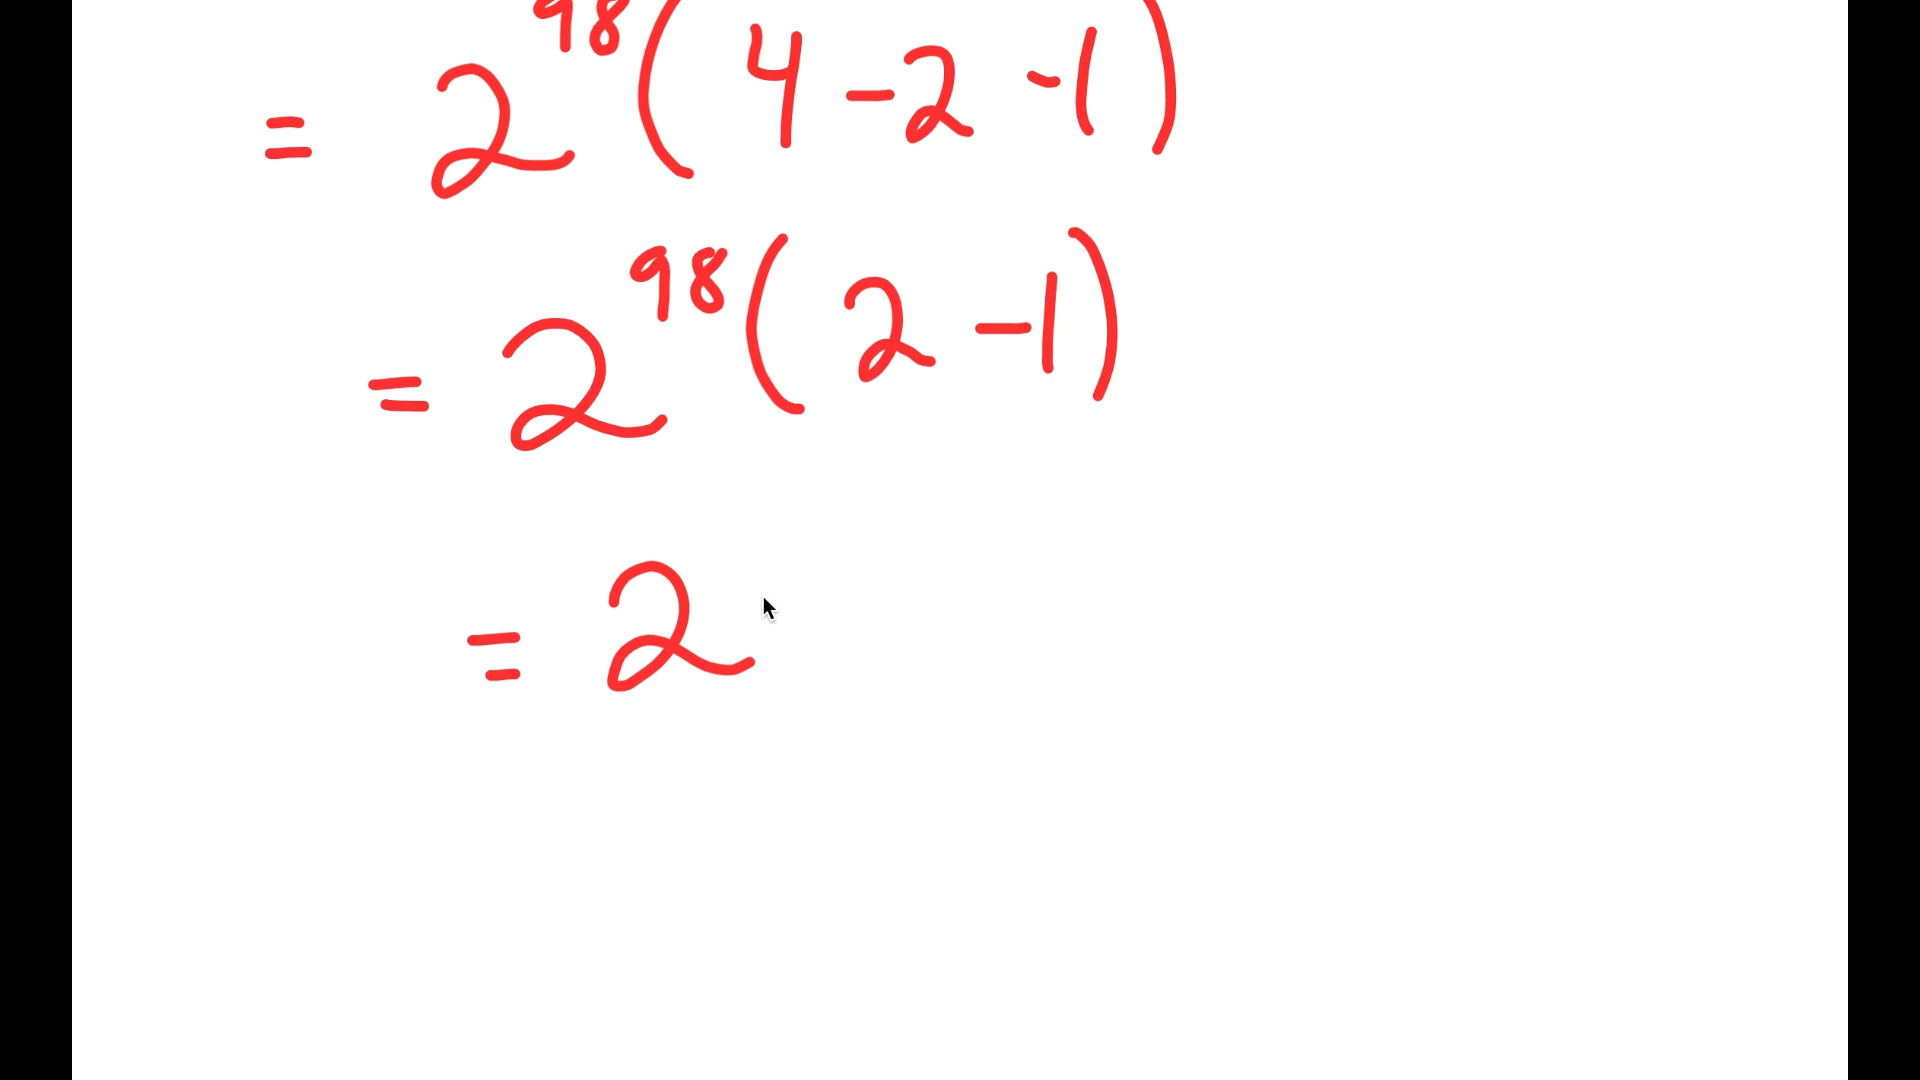 = 2^98 (4 - 2 - 1)
= 2^98 (2 - 1)
= 2